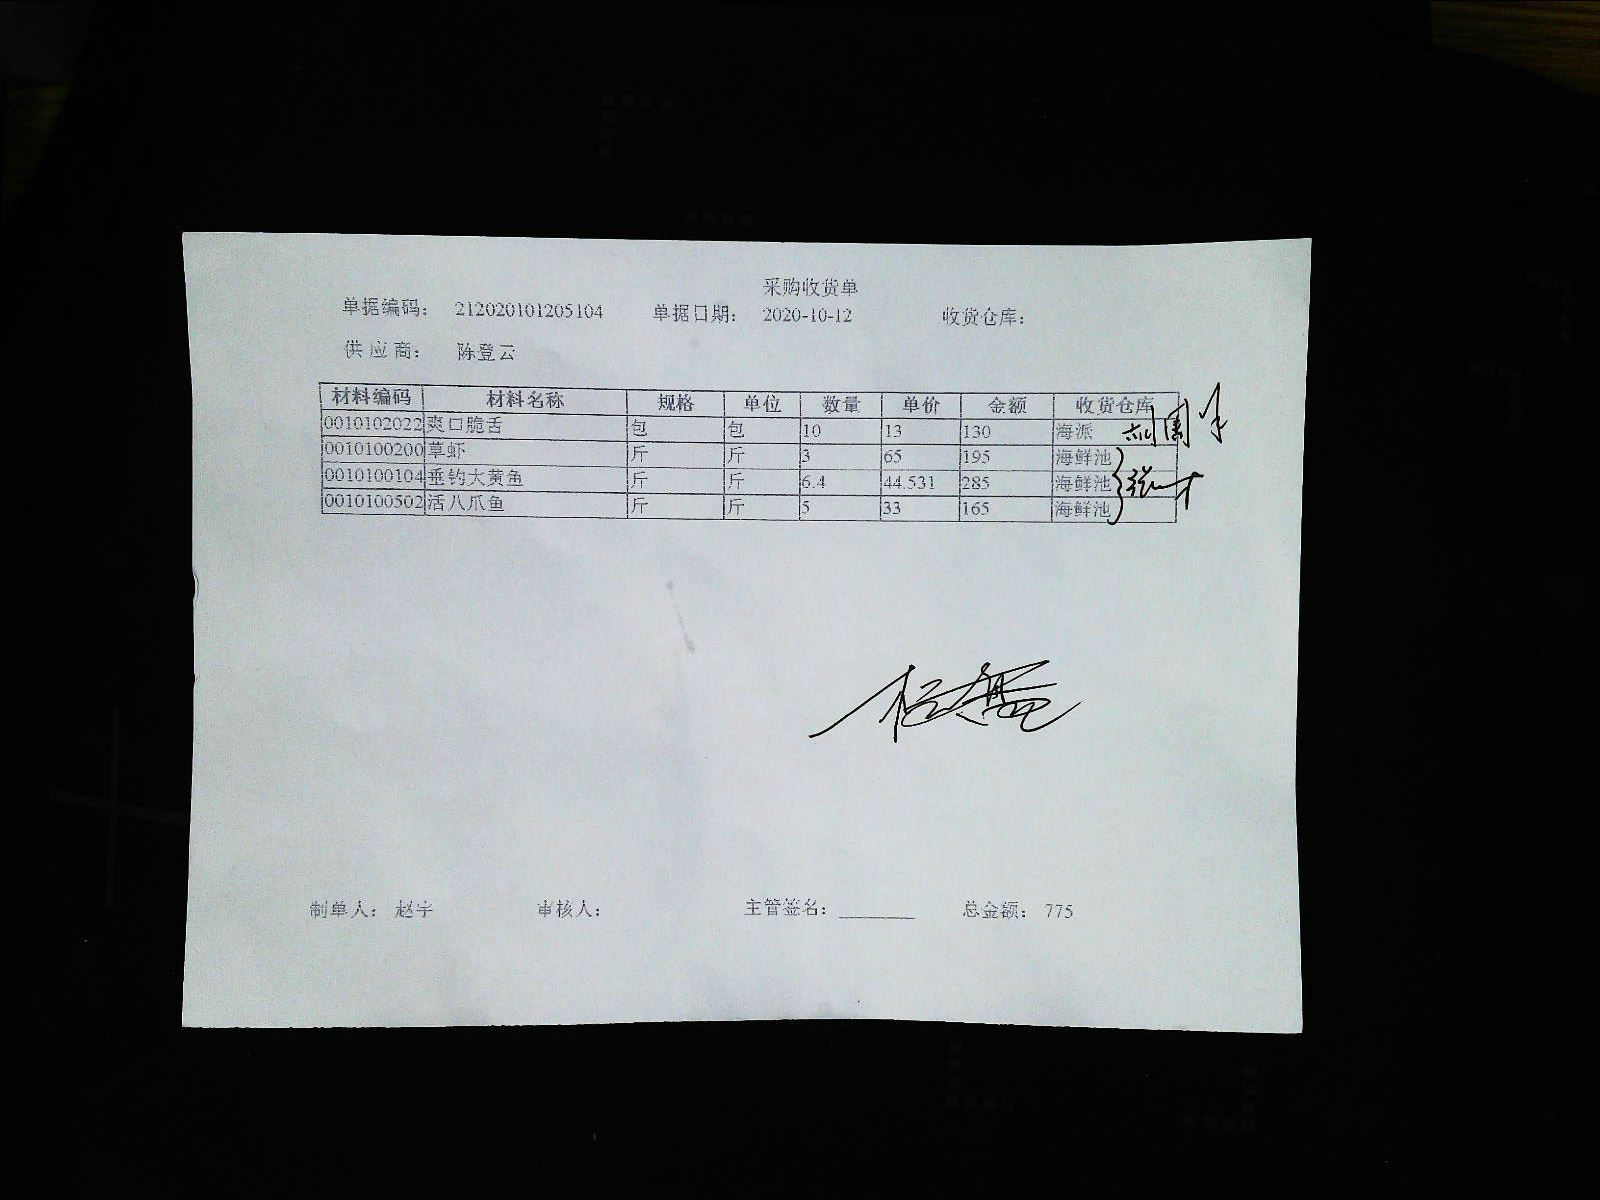 采购收货单
单据编码: 212020101205104 单据日期: 2020-10-12 收货仓库:
供应商: 陈登云
材料编码 材料名称 规格 单位 数量 单价 金额 收货仓库
0010102022 爽口脆舌 包 包 10 13 130 海派
0010100200 草虾 斤 斤 3 65 195 海鲜池
0010100104 垂钓大黄鱼 斤 斤 6.4 44.531 285 海鲜池
0010100502 活八爪鱼 斤 斤 5 33 165 海鲜池
制单人: 赵宇 审核人: 主管签名: 总金额: 775